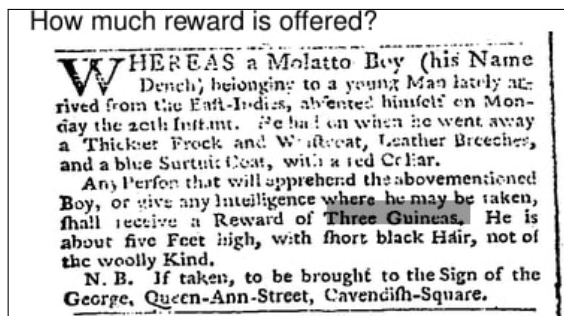 How much reward is offered?
WHEREAS a Molatto Boy (his Name
Dench) belonging to a young Man lately ar-
rived from the Eaſt-Indies, abſented himſelf on Mon-
day the 20th Inſtant. He had on when he went away
a Thickſet Frock and Waiſtcoat, Leather Breeches,
and a blue Surtuit Coat, with a red Collar.
Any Perſon that will apprehend the abovementioned
Boy, or give any Intelligence where he may be taken,
ſhall receive a Reward of Three Guineas. He is
about five Feet high, with ſhort black Hair, not of
the woolly Kind.
N. B. If taken, to be brought to the Sign of the
George, Queen-Ann-Street, Cavendiſh-Square.